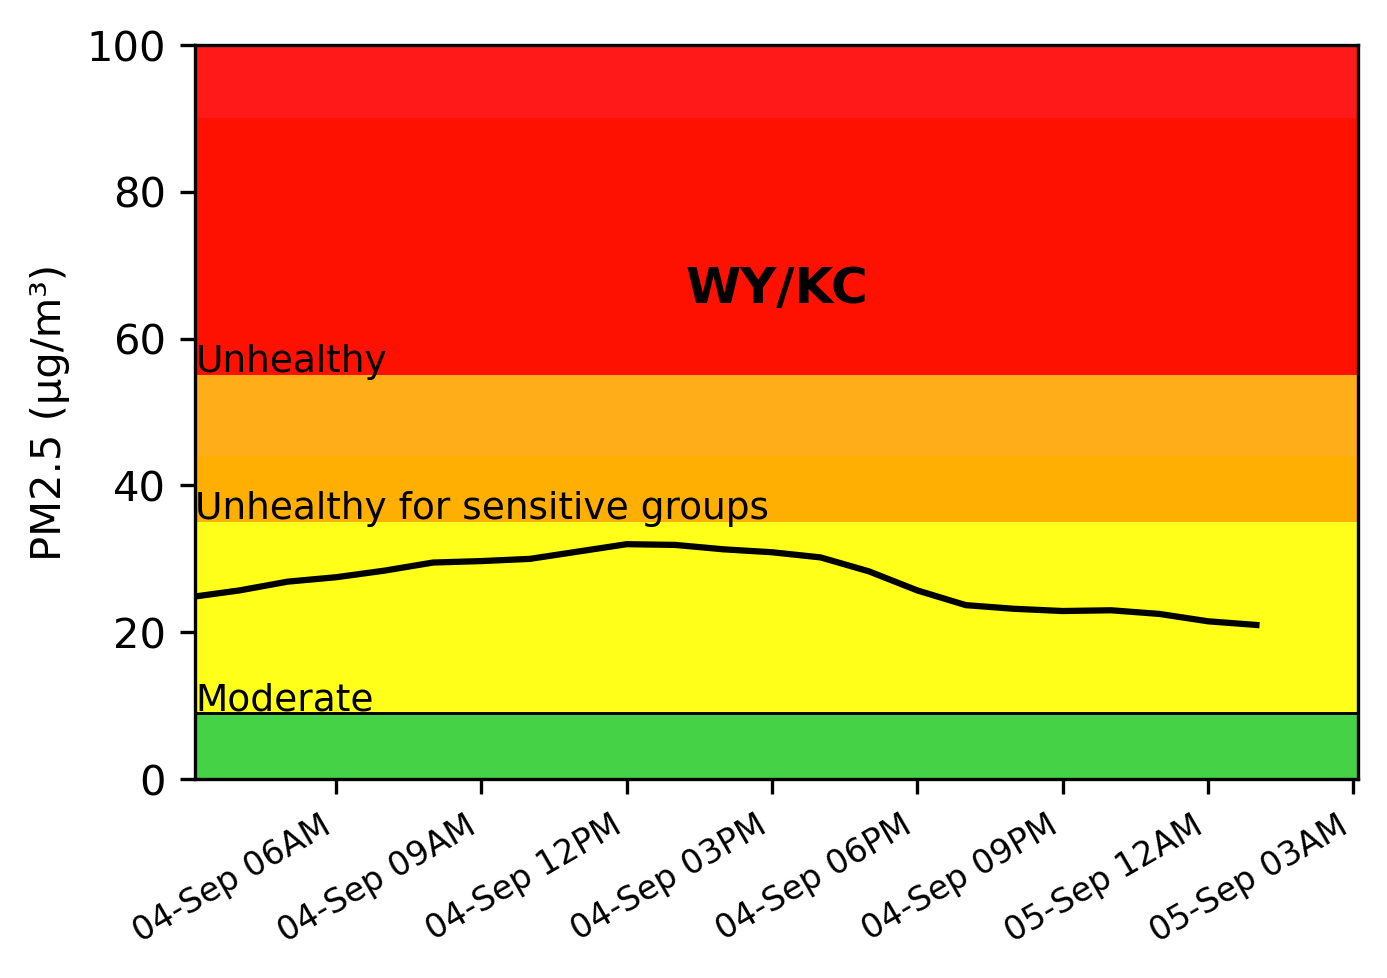 100
80
60
40
20
0
PM2.5 (µg/m³)
WY/KC
Unhealthy
Unhealthy for sensitive groups
Moderate
04-Sep 06AM
04-Sep 09AM
04-Sep 12PM
04-Sep 03PM
04-Sep 06PM
04-Sep 09PM
05-Sep 12AM
05-Sep 03AM